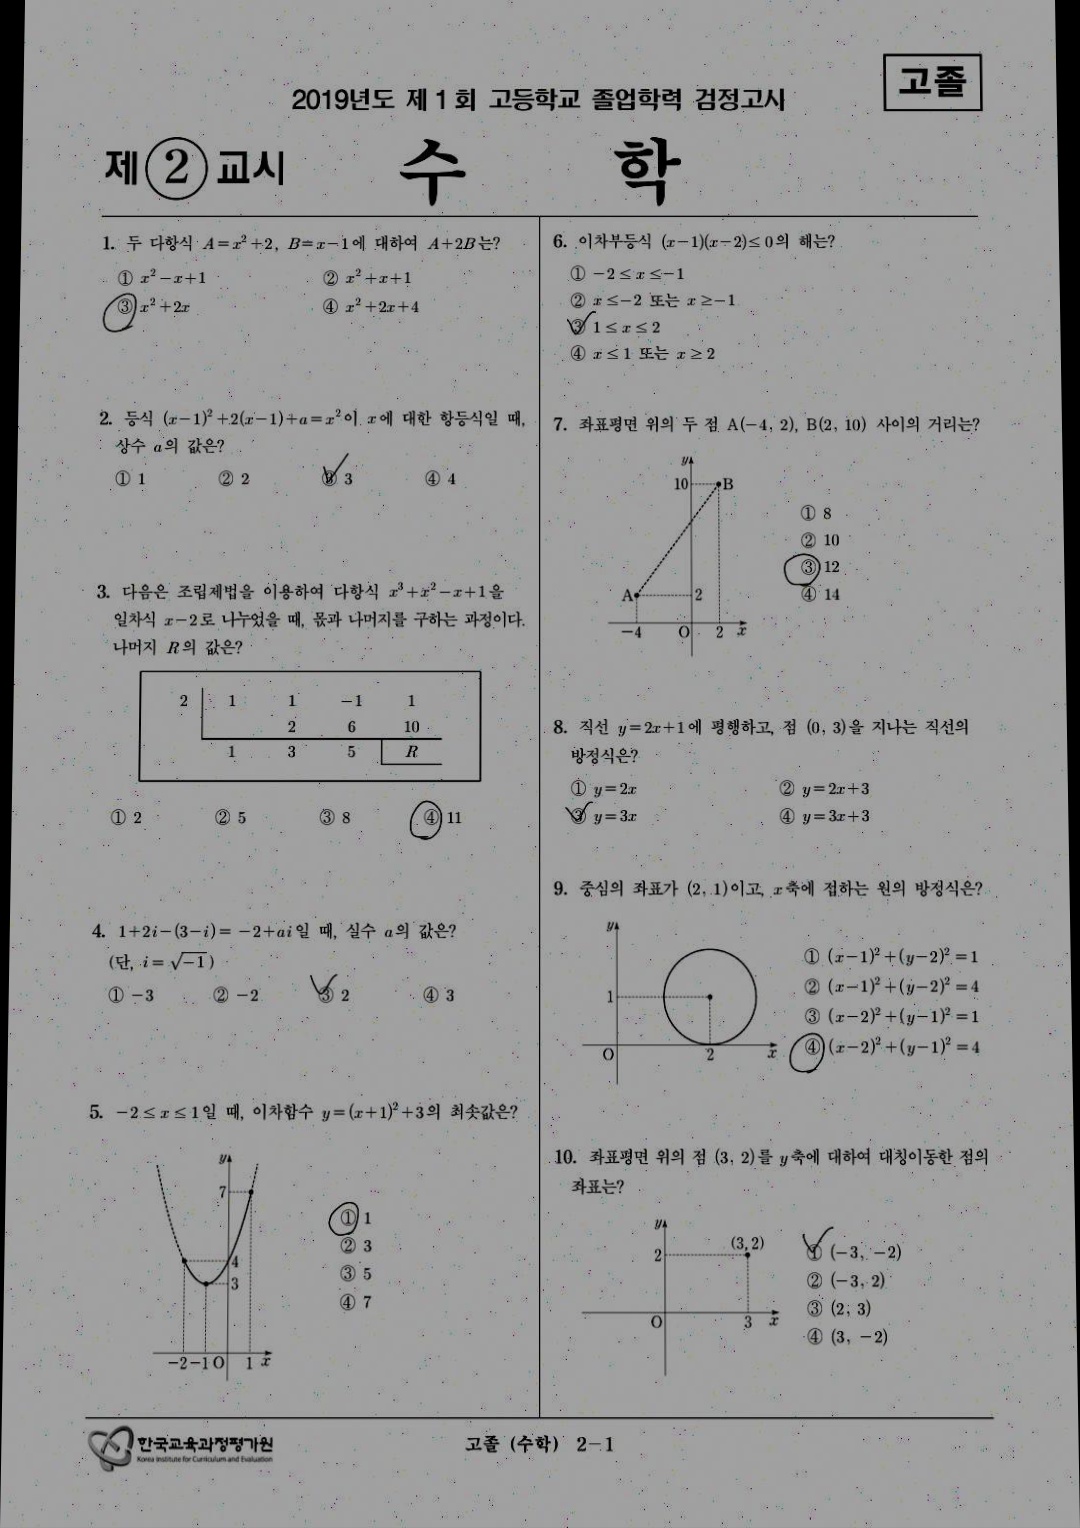 고졸
2019년도 제 1 회 고등학교 졸업학력 검정고시
제 ② 교시 수 학
1. 두 다항식 A=x²+2, B=x-1에 대하여 A+2B는?
① x²-x+1 ② x²+x+1
③ x²+2x ④ x²+2x+4
2. 등식 (x-1)²+2(x-1)+a=x²이 x에 대한 항등식일 때,
상수 a의 값은?
① 1 ② 2 ③ 3 ④ 4
3. 다음은 조립제법을 이용하여 다항식 x³+x²-x+1을
일차식 x-2로 나누었을 때, 몫과 나머지를 구하는 과정이다.
나머지 R의 값은?
2 1 1 -1 1
2 6 10
1 3 5 R
① 2 ② 5 ③ 8 ④ 11
4. 1+2i-(3-i)= -2+ai일 때, 실수 a의 값은?
(단, i=√-1)
① -3 ② -2 ③ 2 ④ 3
5. -2≤x≤1일 때, 이차함수 y=(x+1)²+3의 최솟값은?
y
7
4
3
-2 -1 O 1 x
① 1
② 3
③ 5
④ 7
6. 이차부등식 (x-1)(x-2)≤0의 해는?
① -2≤x≤-1
② x≤-2 또는 x≥-1
③ 1≤x≤2
④ x≤1 또는 x≥2
7. 좌표평면 위의 두 점 A(-4, 2), B(2, 10) 사이의 거리는?
y
10 B
A 2
-4 O 2 x
① 8
② 10
③ 12
④ 14
8. 직선 y=2x+1에 평행하고, 점 (0, 3)을 지나는 직선의
방정식은?
① y=2x ② y=2x+3
③ y=3x ④ y=3x+3
9. 중심의 좌표가 (2, 1)이고, x축에 접하는 원의 방정식은?
y
1
O 2 x
① (x-1)²+(y-2)²=1
② (x-1)²+(y-2)²=4
③ (x-2)²+(y-1)²=1
④ (x-2)²+(y-1)²=4
10. 좌표평면 위의 점 (3, 2)를 y축에 대하여 대칭이동한 점의
좌표는?
y
2 (3, 2)
O 3 x
① (-3, -2)
② (-3, 2)
③ (2, 3)
④ (3, -2)
한국교육과정평가원
Korea Institute for Curriculum and Evaluation
고졸 (수학) 2-1